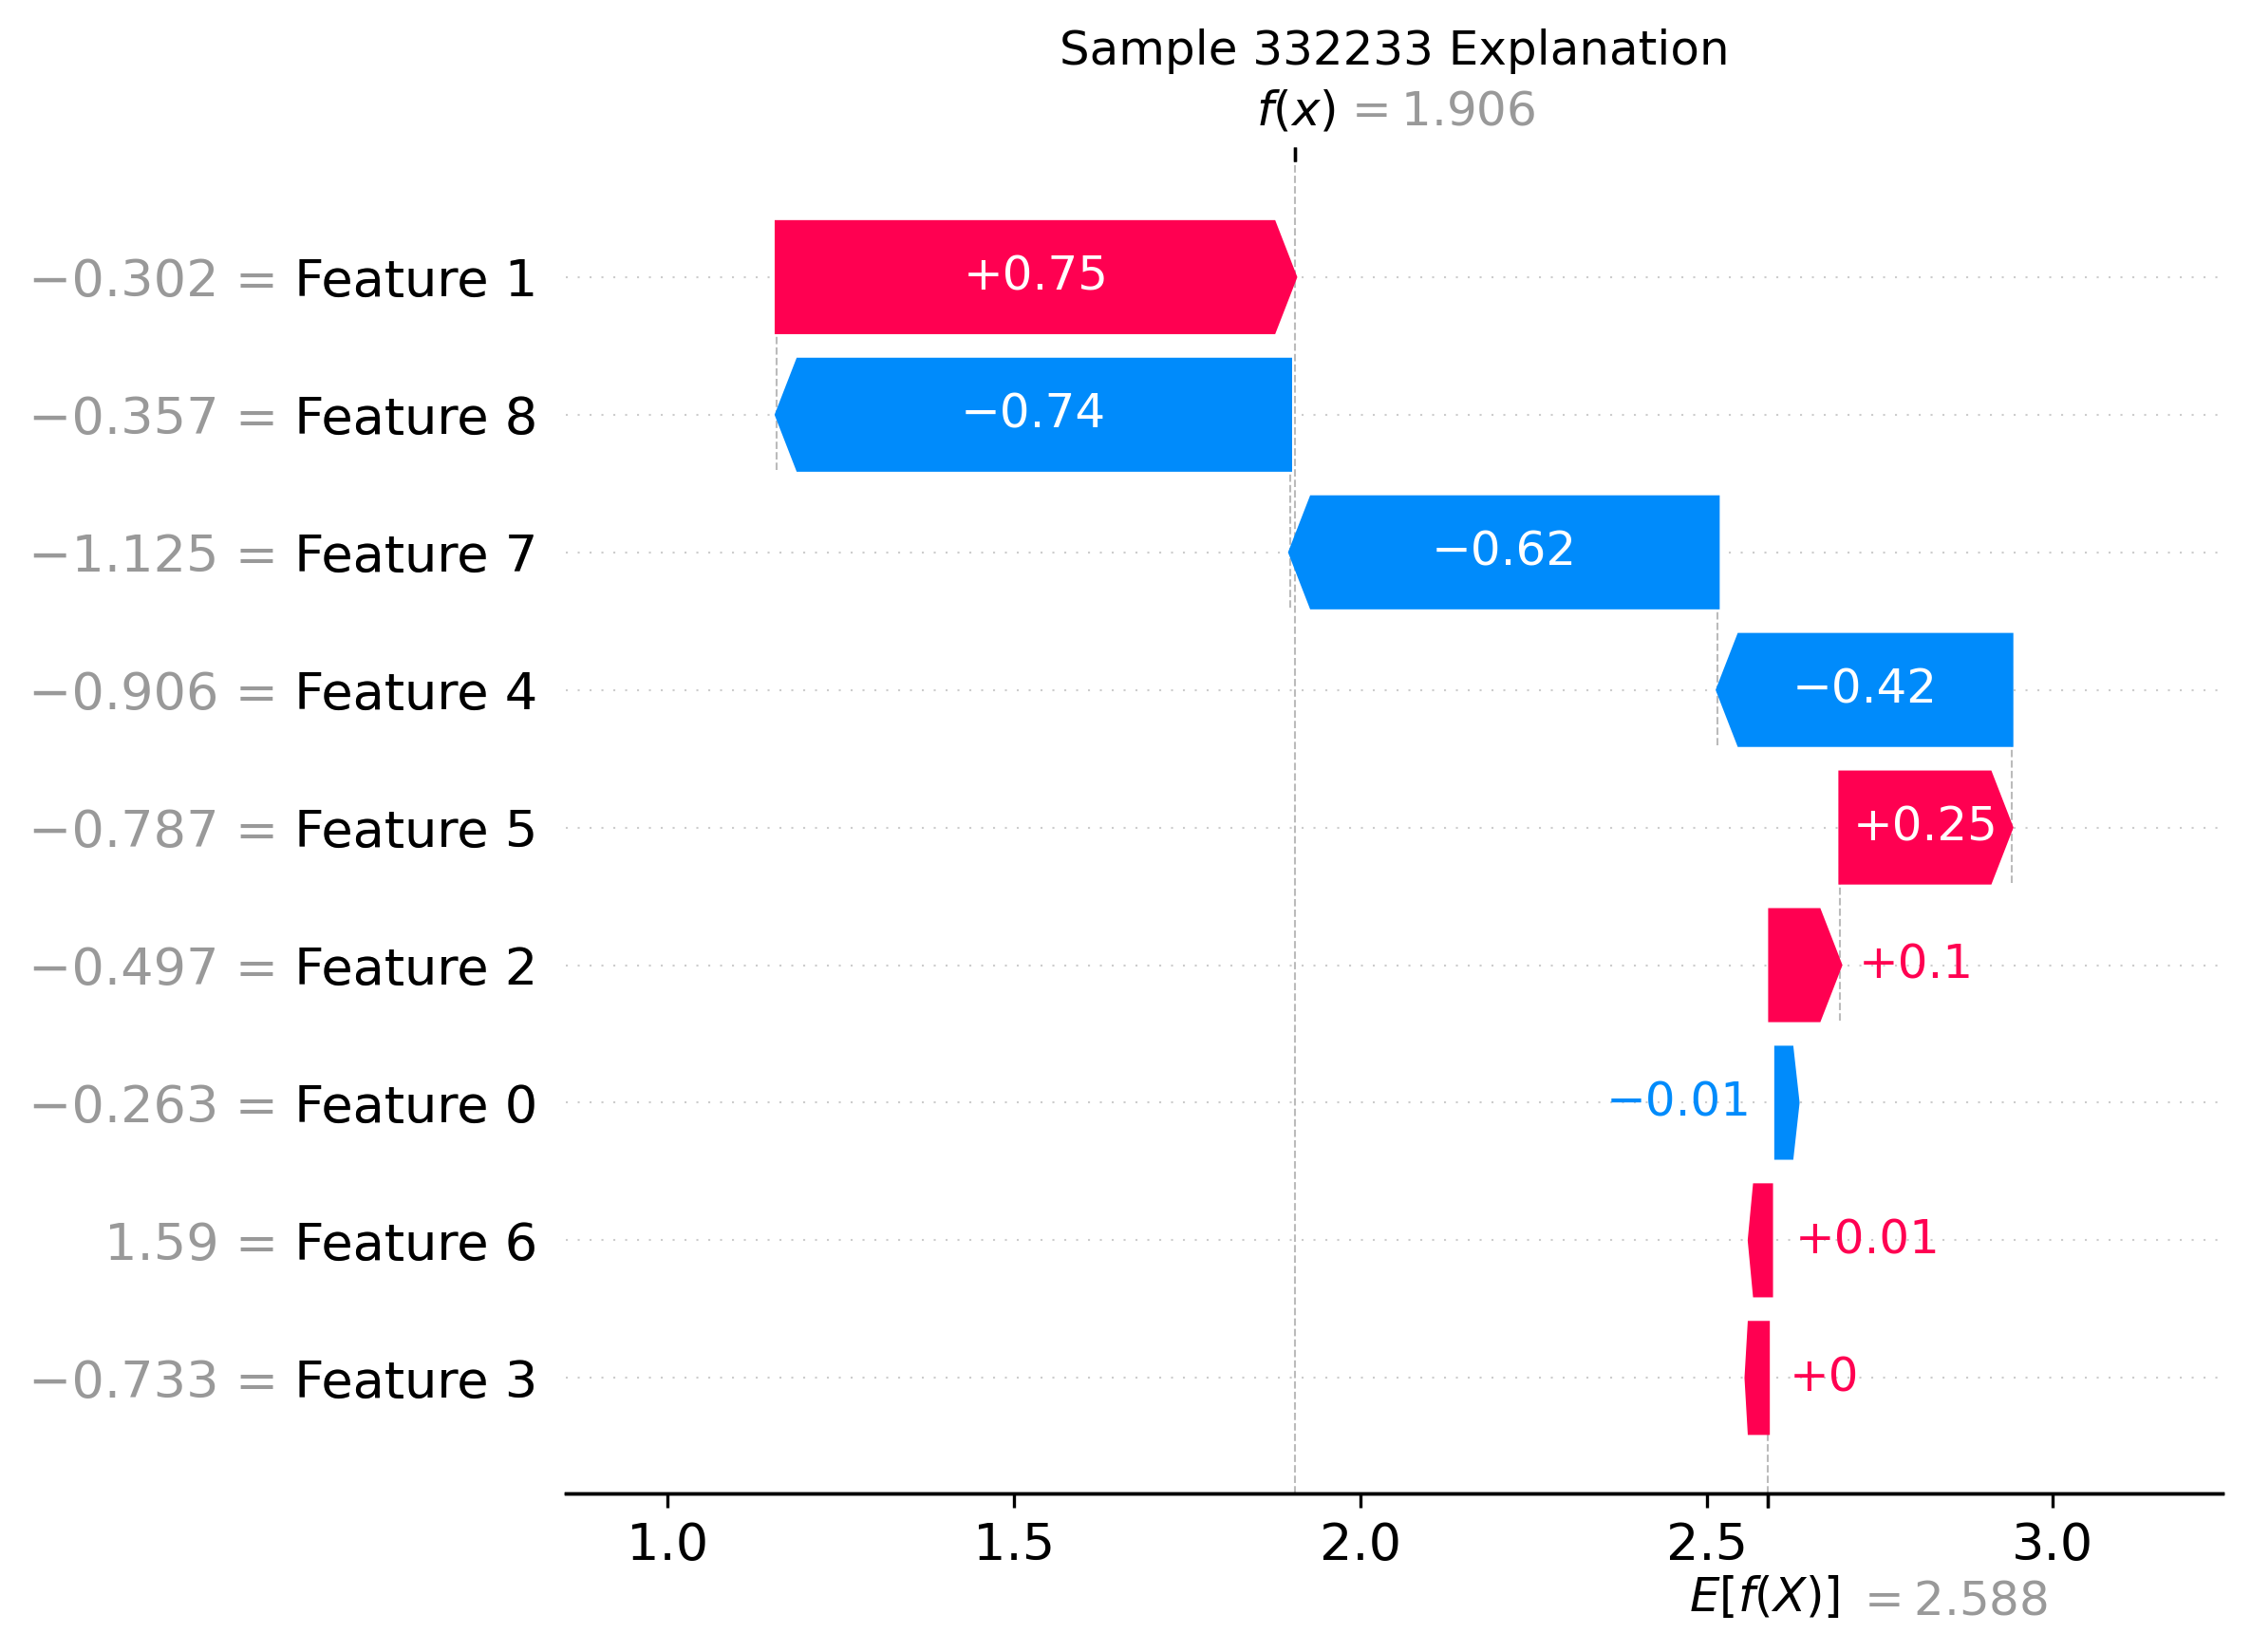 Sample 332233 Explanation
f(x) = 1.906
−0.302 = Feature 1
+0.75
−0.357 = Feature 8
−0.74
−1.125 = Feature 7
−0.62
−0.906 = Feature 4
−0.42
−0.787 = Feature 5
+0.25
−0.497 = Feature 2
+0.1
−0.263 = Feature 0
−0.01
1.59 = Feature 6
+0.01
−0.733 = Feature 3
+0
1.0 1.5 2.0 2.5 3.0
E[f(X)] = 2.588